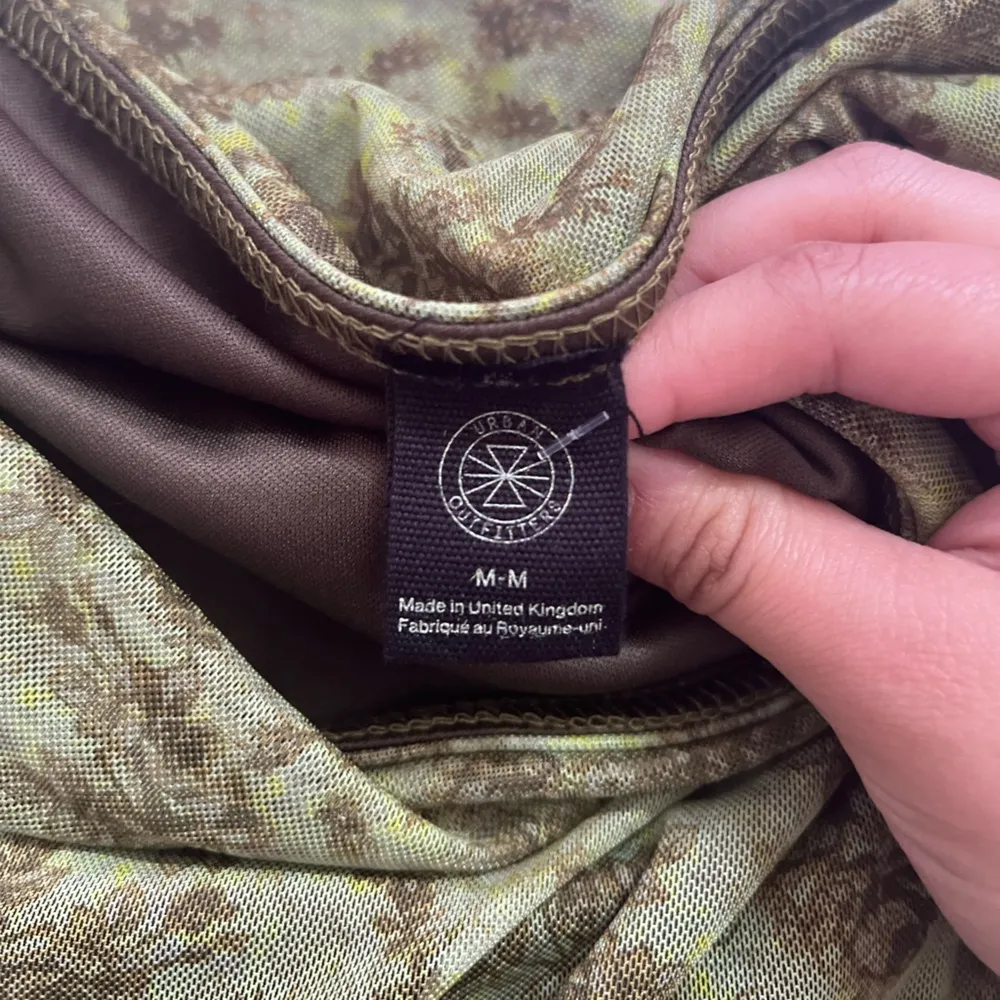 URBAN
OUTFITTERS
M-M
Made in United Kingdom
Fabriqué au Royaume-uni